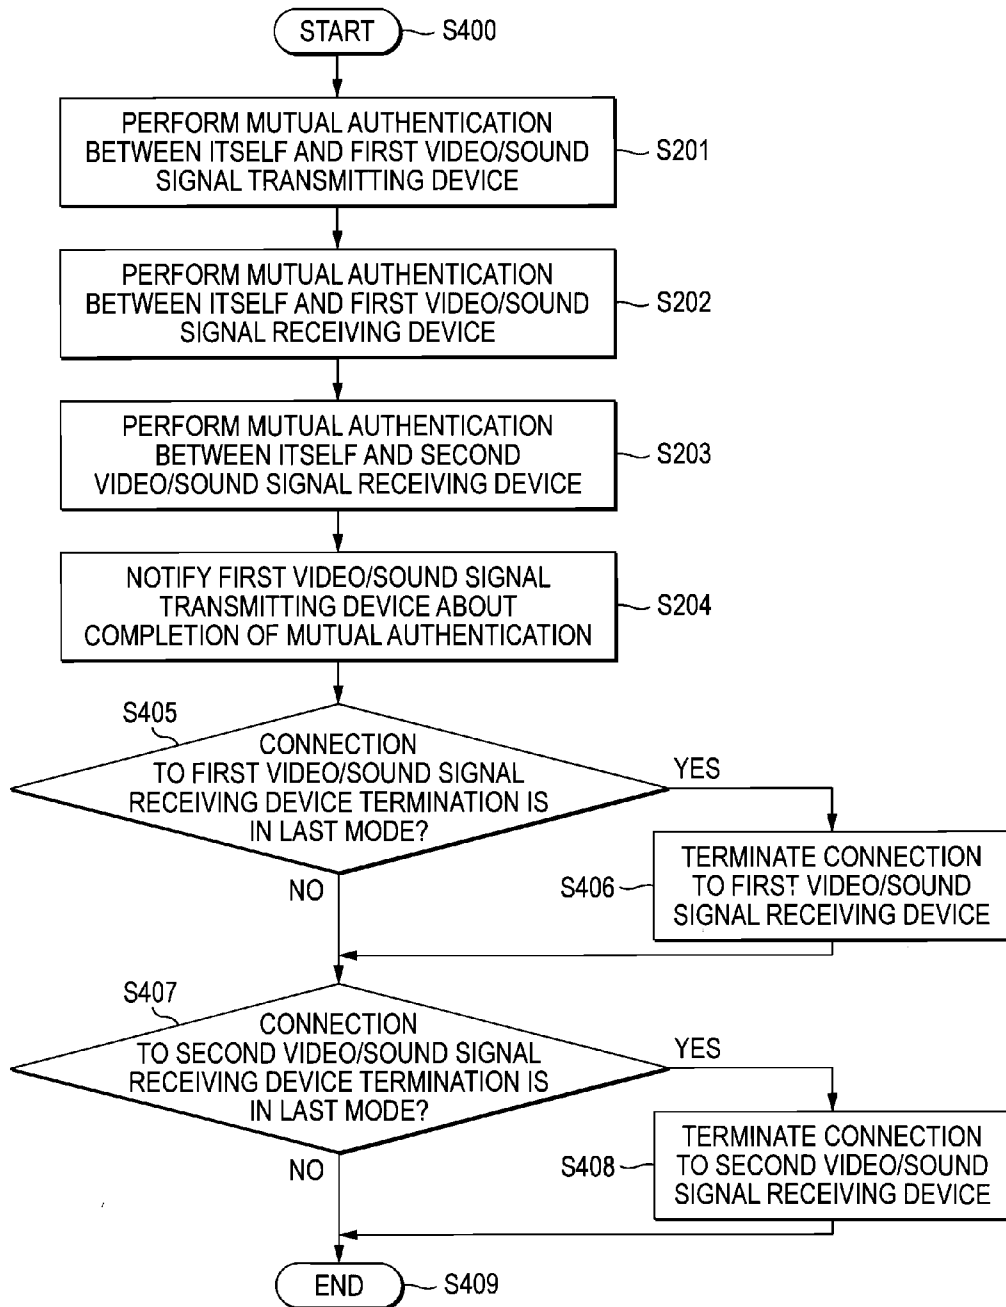 START
S400
PERFORM MUTUAL AUTHENTICATION
BETWEEN ITSELF AND FIRST VIDEO/SOUND
SIGNAL TRANSMITTING DEVICE
S201
PERFORM MUTUAL AUTHENTICATION
BETWEEN ITSELF AND FIRST VIDEO/SOUND
SIGNAL RECEIVING DEVICE
S202
PERFORM MUTUAL AUTHENTICATION
BETWEEN ITSELF AND SECOND
VIDEO/SOUND SIGNAL RECEIVING DEVICE
S203
NOTIFY FIRST VIDEO/SOUND SIGNAL
TRANSMITTING DEVICE ABOUT
COMPLETION OF MUTUAL AUTHENTICATION
S204
S405
CONNECTION
TO FIRST VIDEO/SOUND SIGNAL
RECEIVING DEVICE TERMINATION IS
IN LAST MODE?
YES
NO
S406
TERMINATE CONNECTION
TO FIRST VIDEO/SOUND
SIGNAL RECEIVING DEVICE
S407
CONNECTION
TO SECOND VIDEO/SOUND SIGNAL
RECEIVING DEVICE TERMINATION IS
IN LAST MODE?
YES
NO
S408
TERMINATE CONNECTION
TO SECOND VIDEO/SOUND
SIGNAL RECEIVING DEVICE
END
S409